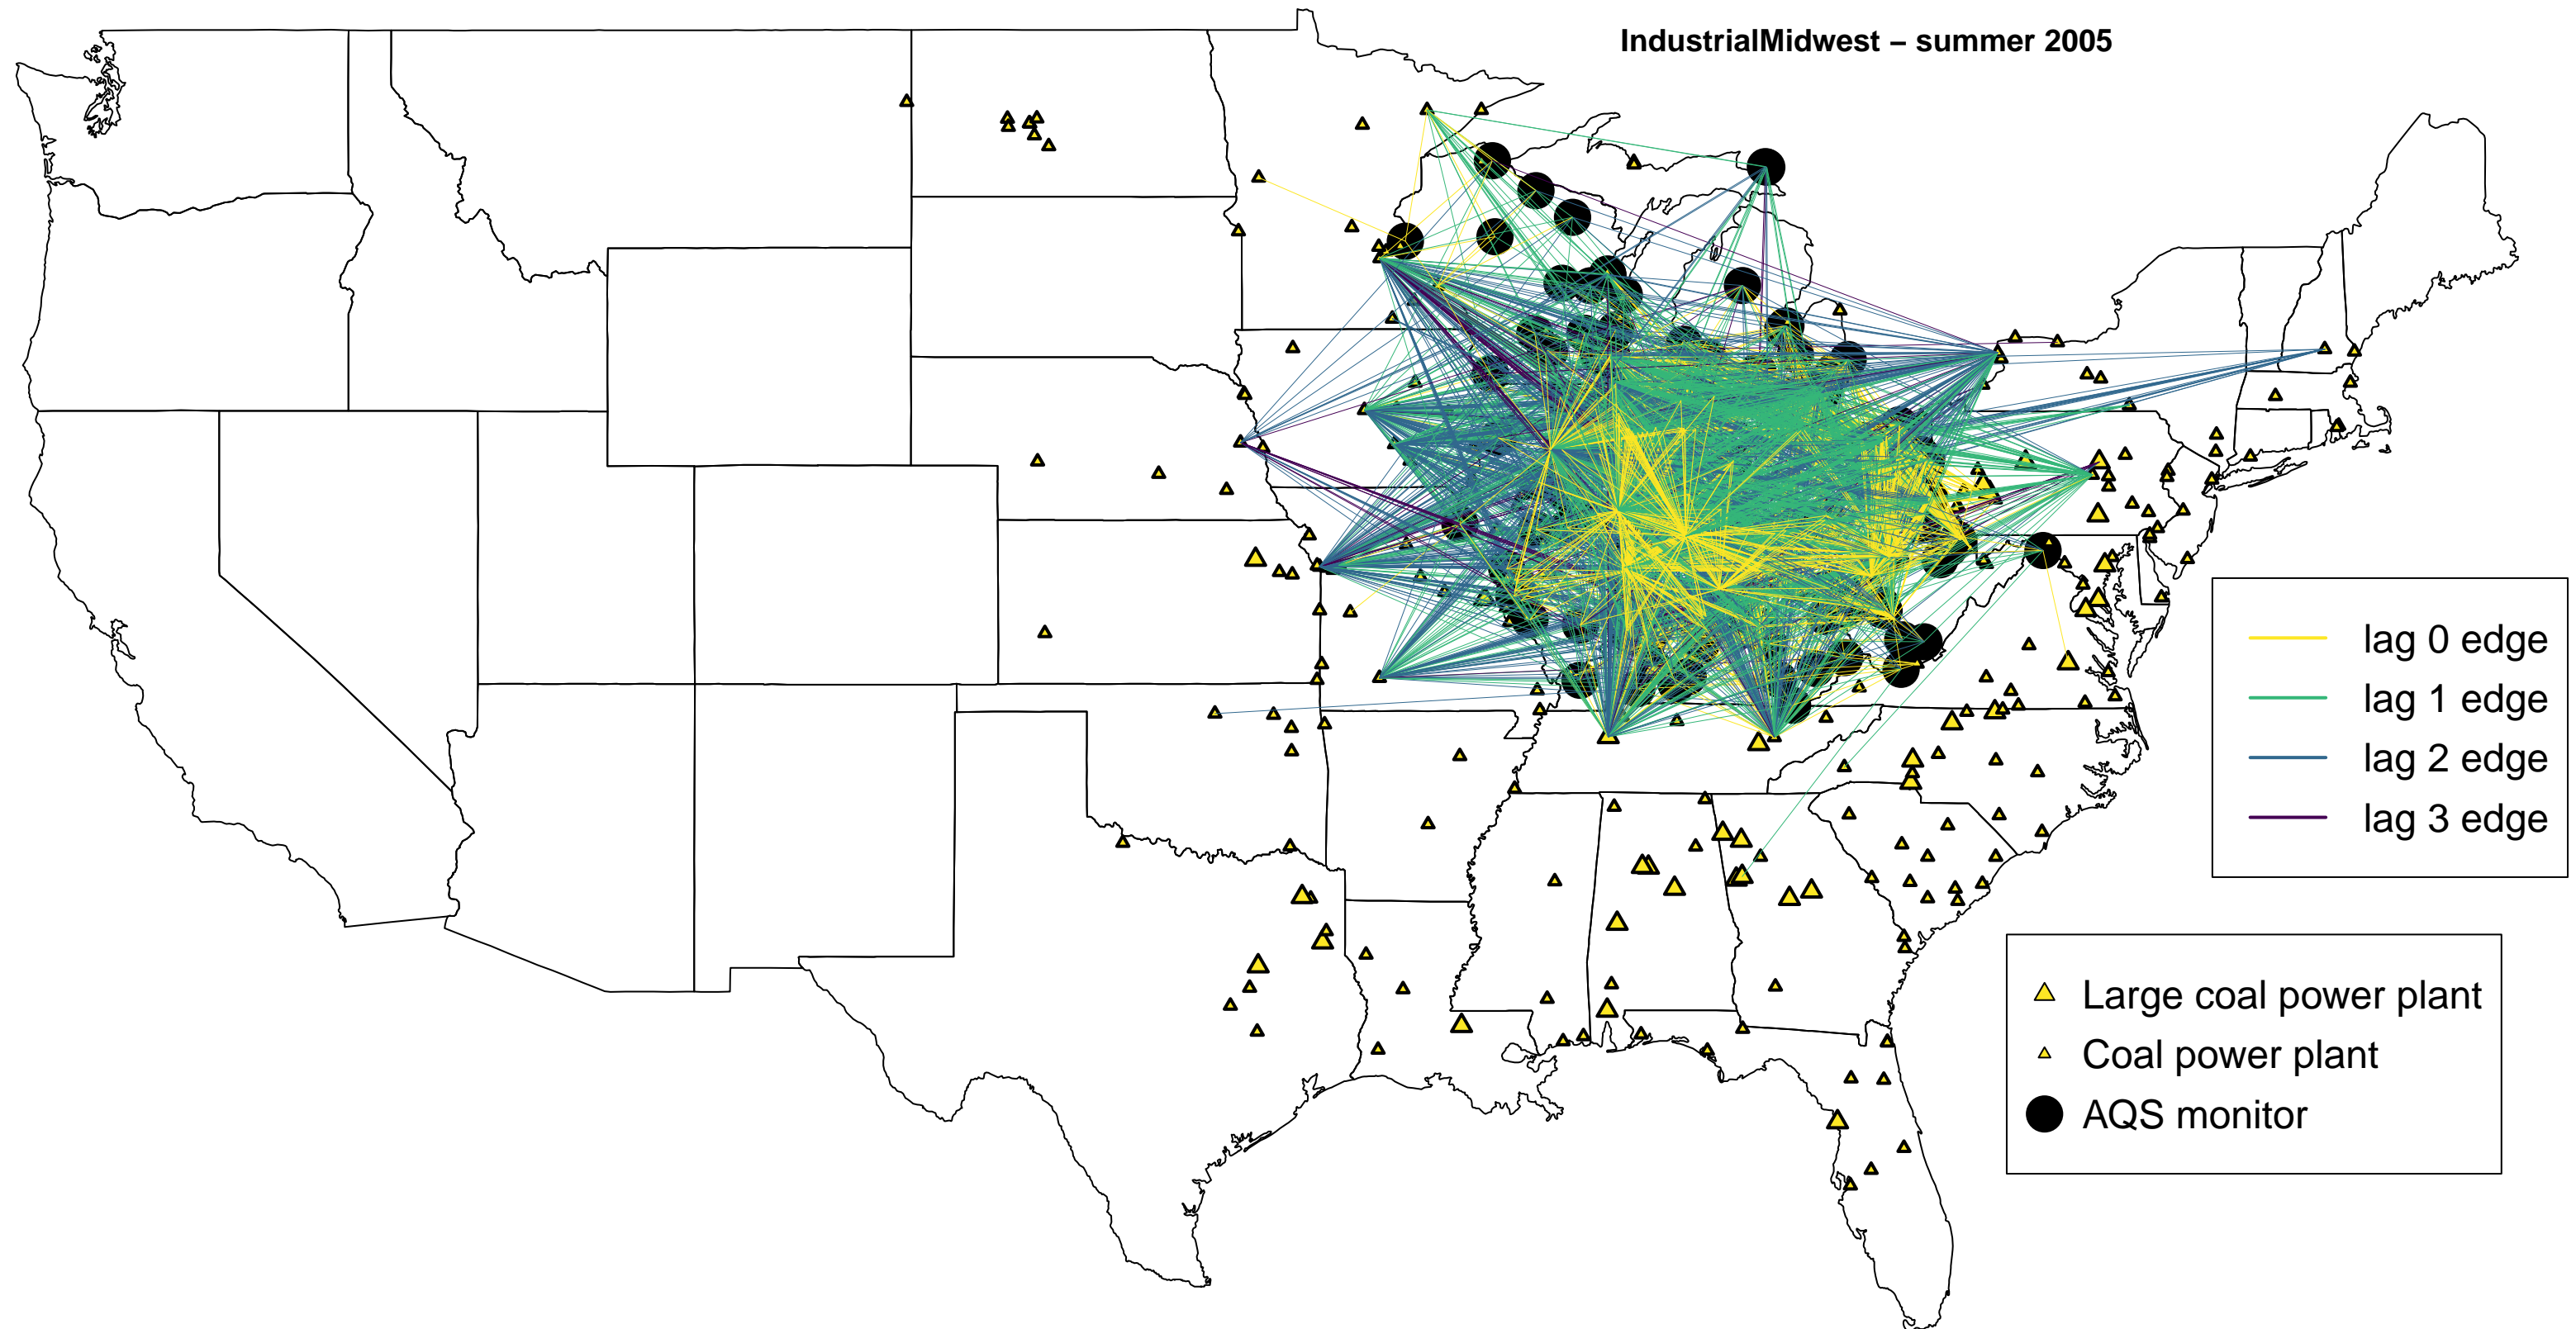 IndustrialMidwest – summer 2005
lag 0 edge
lag 1 edge
lag 2 edge
lag 3 edge
Large coal power plant
Coal power plant
AQS monitor